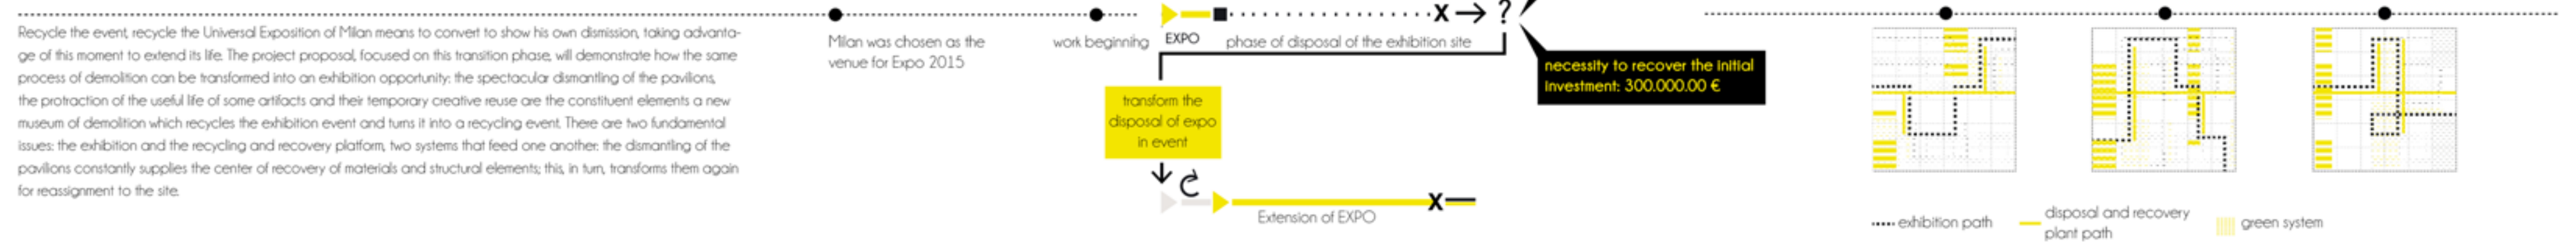 Recycle the event, recycle the Universal Exposition of Milan means to convert to show his own dismission, taking advanta-
ge of this moment to extend its life. The project proposal, focused on this transition phase, will demonstrate how the same
process of demolition can be transformed into an exhibition opportunity: the spectacular dismantling of the pavilions,
the protraction of the useful life of some artifacts and their temporary creative reuse are the constituent elements a new
museum of demolition which recycles the exhibition event and turns it into a recycling event. There are two fundamental
issues: the exhibition and the recycling and recovery platform, two systems that feed one another: the dismantling of the
pavilions constantly supplies the center of recovery of materials and structural elements; this, in turn, transforms them again
for reassignment to the site.
Milan was chosen as the
venue for Expo 2015
work beginning
EXPO
phase of disposal of the exhibition site
X
?
necessity to recover the initial
investment: 300.000.00 €
transform the
disposal of expo
in event
X
Extension of EXPO
exhibition path
disposal and recovery
plant path
green system